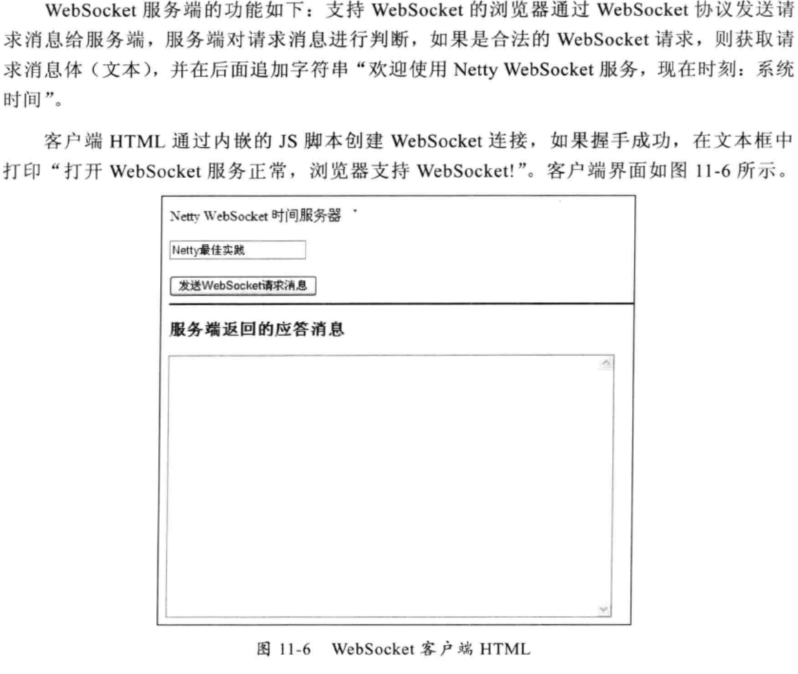 WebSocket 服务端的功能如下：支持 WebSocket 的浏览器通过 WebSocket 协议发送请
求消息给服务端，服务端对请求消息进行判断，如果是合法的 WebSocket 请求，则获取请
求消息体（文本），并在后面追加字符串“欢迎使用 Netty WebSocket 服务，现在时刻：系统
时间”。
客户端 HTML 通过内嵌的 JS 脚本创建 WebSocket 连接，如果握手成功，在文本框中
打印“打开 WebSocket 服务正常，浏览器支持 WebSocket!”。客户端界面如图 11-6 所示。
Netty WebSocket 时间服务器
Netty最佳实践
发送WebSocket请求消息
服务端返回的应答消息
图 11-6 WebSocket 客户端 HTML